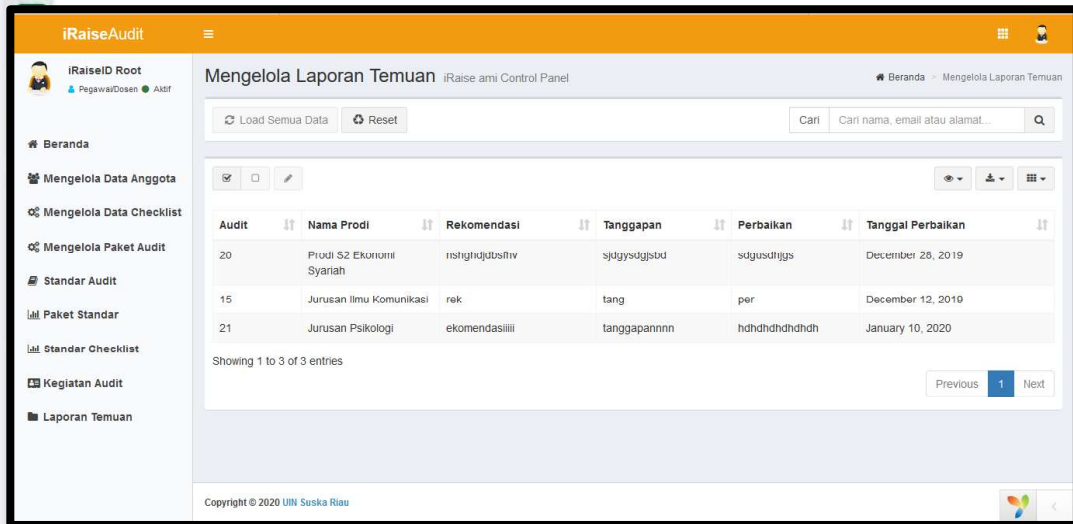 iRaiseAudit
iRaiseID Root
Pegawai/Dosen Aktif
Beranda
Mengelola Data Anggota
Mengelola Data Checklist
Mengelola Paket Audit
Standar Audit
Paket Standar
Standar Checklist
Kegiatan Audit
Laporan Temuan
Mengelola Laporan Temuan iRaise ami Control Panel
Beranda > Mengelola Laporan Temuan
Load Semua Data Reset Cari Cari nama, email atau alamat...
Audit Nama Prodi Rekomendasi Tanggapan Perbaikan Tanggal Perbaikan
20 Prodi S2 Ekonomi sjdgysdgjsbd sdgusdhjgs December 28, 2019
Syariah
15 Jurusan Ilmu Komunikasi rek tang per December 12, 2019
21 Jurusan Psikologi ekomendasiiiii tanggapannnn hdhdhdhdhdhdh January 10, 2020
Showing 1 to 3 of 3 entries
Previous 1 Next
Copyright © 2020 UIN Suska Riau